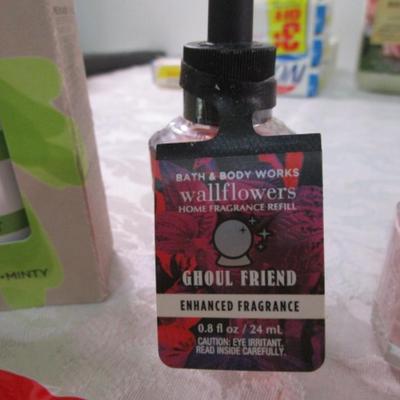 BATH & BODY WORKS
wallflowers
HOME FRAGRANCE REFILL
GHOUL FRIEND
ENHANCED FRAGRANCE
0.8 fl oz / 24 mL
CAUTION: EYE IRRITANT.
READ INSIDE CAREFULLY.
MINTY